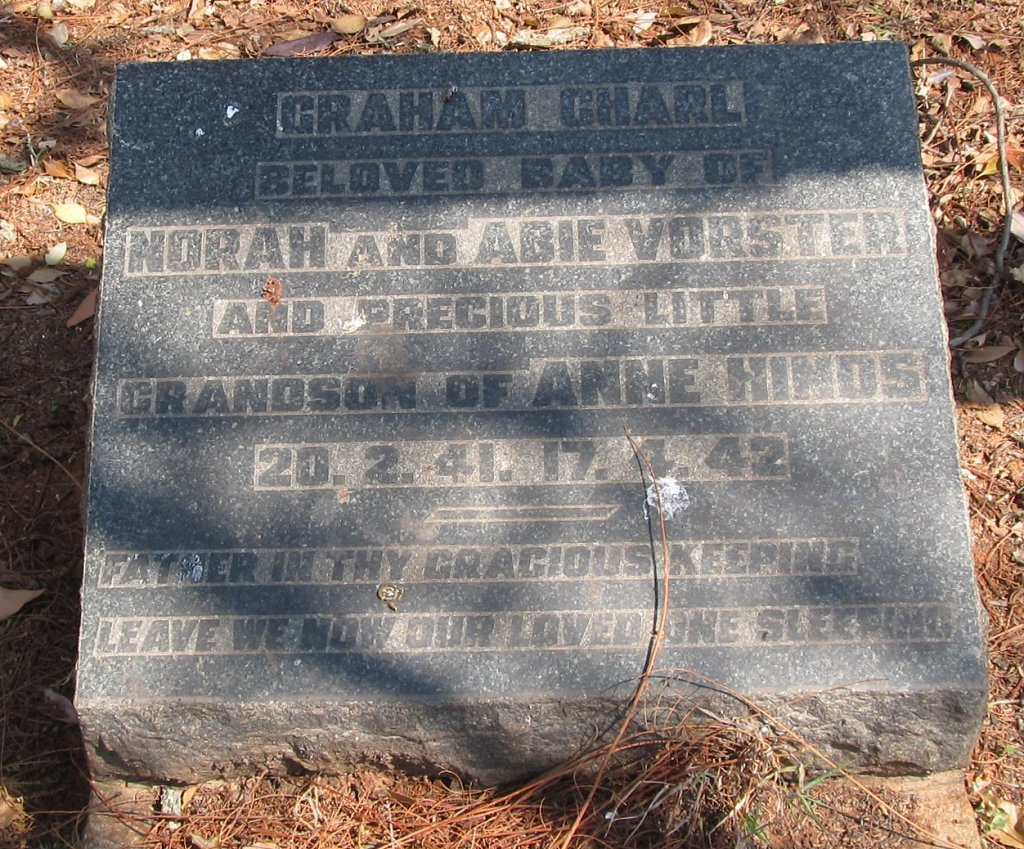 GRAHAM CHARL
BELOVED BABY OF
NORAH AND ABIE VORSTER
AND PRECIOUS LITTLE
GRANDSON OF ANNE HINDS
20. 2. 41. 17. 4. 42
FATHER IN THY GRACIOUS KEEPING
LEAVE WE NOW OUR LOVED ONE SLEEPING